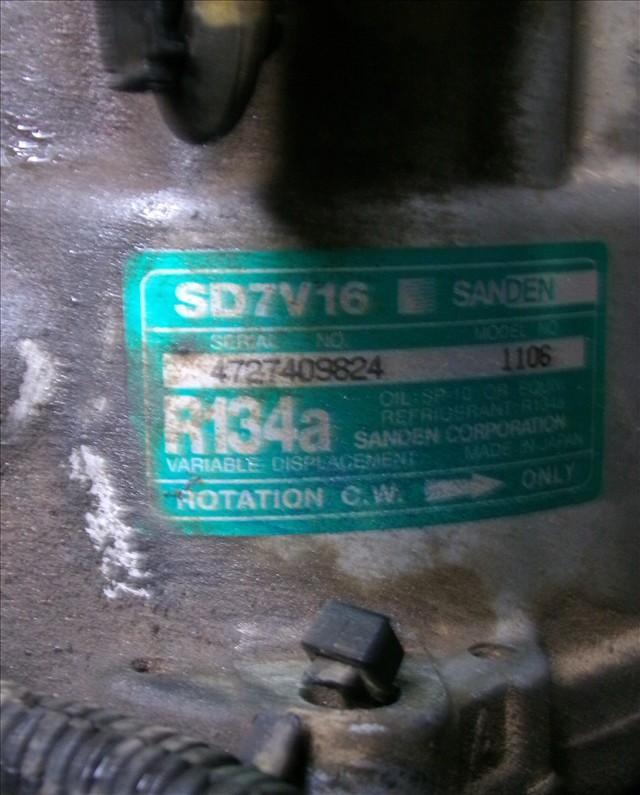 SD7V16 SANDEN
SERIAL NO. MODEL NO
4727409824 1106
R134a
OIL: SP-10 OR EQUIV
REFRIGERANT: R134a
SANDEN CORPORATION
VARIABLE DISPLACEMENT MADE IN JAPAN
ROTATION C.W. ONLY